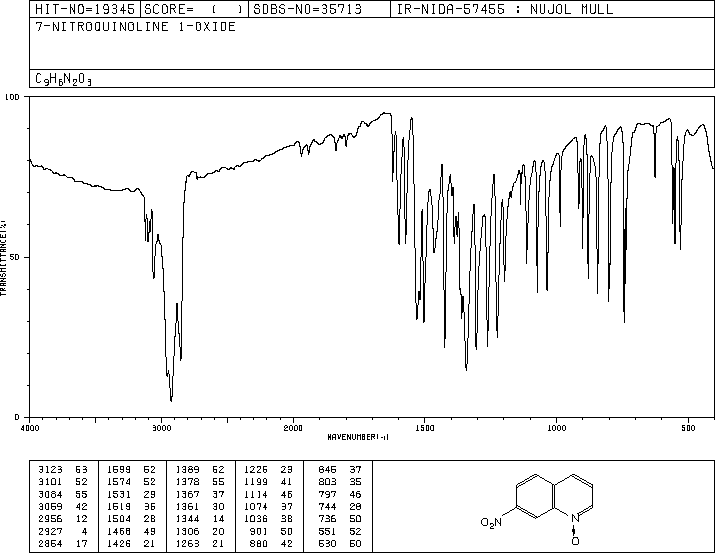 HIT-NO=19345 SCORE= ( ) SDBS-NO=35713 IR-NIDA-57455 : NUJOL MULL
7-NITROQUINOLINE 1-OXIDE
C9H6N2O3
100
50
0
TRANSMITTANCE(%)
4000 3000 2000 1500 1000 500
WAVENUMBER(-1)
3123 63 1599 52 1389 52 1226 23 846 37
3101 52 1574 52 1378 55 1199 41 803 35
3084 55 1531 29 1367 37 1114 46 797 46
3059 42 1519 36 1361 30 1074 37 744 28
2956 12 1504 28 1344 14 1036 38 736 50
2927 4 1468 49 1306 20 901 50 551 52
2854 17 1426 21 1263 21 880 42 530 50
O2N
N
O